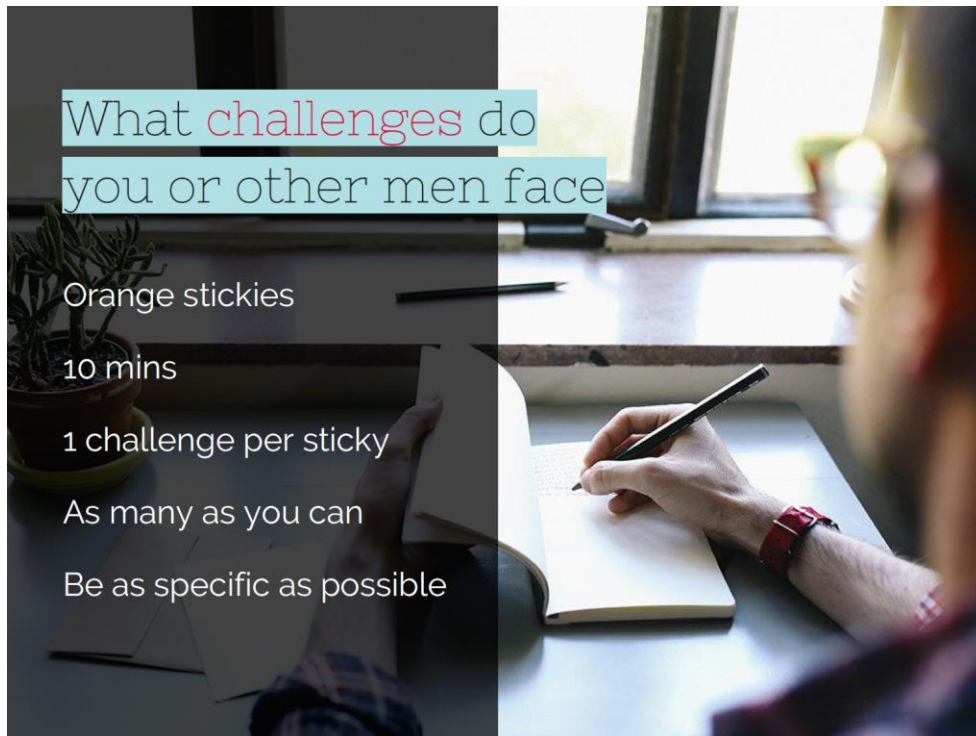 What challenges do
you or other men face
Orange stickies
10 mins
1 challenge per sticky
As many as you can
Be as specific as possible